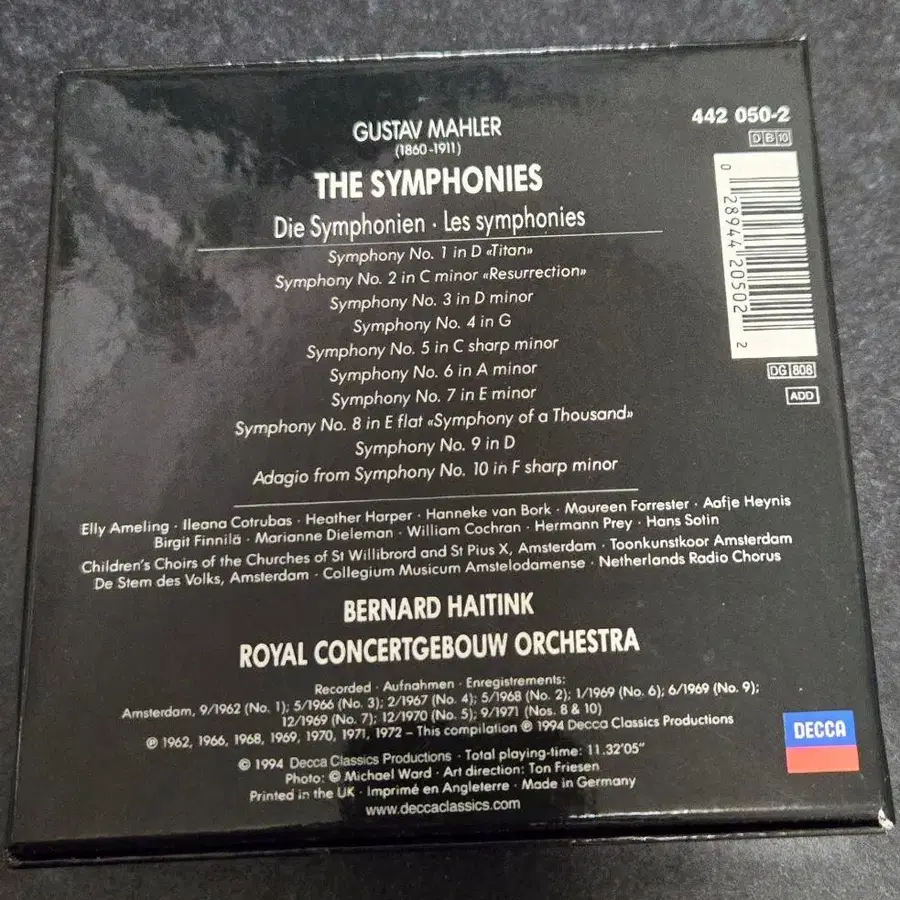 GUSTAV MAHLER
(1860-1911)
THE SYMPHONIES
Die Symphonien · Les symphonies
Symphony No. 1 in D «Titan»
Symphony No. 2 in C minor «Resurrection»
Symphony No. 3 in D minor
Symphony No. 4 in G
Symphony No. 5 in C sharp minor
Symphony No. 6 in A minor
Symphony No. 7 in E minor
Symphony No. 8 in E flat «Symphony of a Thousand»
Symphony No. 9 in D
Adagio from Symphony No. 10 in F sharp minor
442 050-2
DB 10
0 28944 20502 2
DG 808
ADD
Elly Ameling · Ileana Cotrubas · Heather Harper · Hanneke van Bork · Maureen Forrester · Aafje Heynis
Birgit Finnilä · Marianne Dieleman · William Cochran · Hermann Prey · Hans Sotin
Children's Choirs of the Churches of St Willibrord and St Pius X, Amsterdam · Toonkunstkoor Amsterdam
De Stem des Volks, Amsterdam · Collegium Musicum Amstelodamense · Netherlands Radio Chorus
BERNARD HAITINK
ROYAL CONCERTGEBOUW ORCHESTRA
Recorded · Aufnahmen · Enregistrements:
Amsterdam, 9/1962 (No. 1); 5/1966 (No. 3); 2/1967 (No. 4); 5/1968 (No. 2); 1/1969 (No. 6); 6/1969 (No. 9);
12/1969 (No. 7); 12/1970 (No. 5); 9/1971 (Nos. 8 & 10)
℗ 1962, 1966, 1968, 1969, 1970, 1971, 1972 – This compilation ℗ 1994 Decca Classics Productions
© 1994 Decca Classics Productions · Total playing-time: 11.32'05"
Photo: © Michael Ward · Art direction: Ton Friesen
Printed in the UK · Imprimé en Angleterre · Made in Germany
www.deccaclassics.com
DECCA